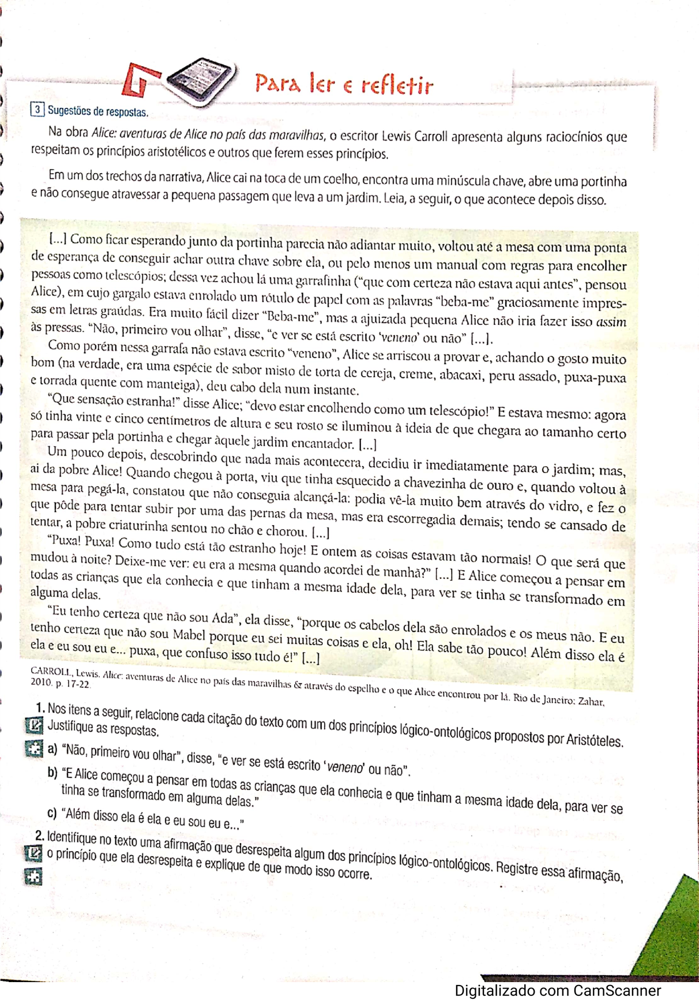 Para ler e refletir
3 Sugestões de respostas.
Na obra Alice: aventuras de Alice no país das maravilhas, o escritor Lewis Carroll apresenta alguns raciocínios que
respeitam os princípios aristotélicos e outros que ferem esses princípios.
Em um dos trechos da narrativa, Alice cai na toca de um coelho, encontra uma minúscula chave, abre uma portinha
e não consegue atravessar a pequena passagem que leva a um jardim. Leia, a seguir, o que acontece depois disso.
[...] Como ficar esperando junto da portinha parecia não adiantar muito, voltou até a mesa com uma ponta
de esperança de conseguir achar outra chave sobre ela, ou pelo menos um manual com regras para encolher
pessoas como telescópios; dessa vez achou lá uma garrafinha (“que com certeza não estava aqui antes”, pensou
Alice), em cujo gargalo estava enrolado um rótulo de papel com as palavras “beba-me” graciosamente impres-
sas em letras graúdas. Era muito fácil dizer “Beba-me”, mas a ajuizada pequena Alice não iria fazer isso assim
às pressas. “Não, primeiro vou olhar”, disse, “e ver se está escrito ‘veneno’ ou não” [...].
Como porém nessa garrafa não estava escrito “veneno”, Alice se arriscou a provar e, achando o gosto muito
bom (na verdade, era uma espécie de sabor misto de torta de cereja, creme, abacaxi, peru assado, puxa-puxa
e torrada quente com manteiga), deu cabo dela num instante.
“Que sensação estranha!” disse Alice; “devo estar encolhendo como um telescópio!” E estava mesmo: agora
só tinha vinte e cinco centímetros de altura e seu rosto se iluminou à ideia de que chegara ao tamanho certo
para passar pela portinha e chegar àquele jardim encantador. [...]
Um pouco depois, descobrindo que nada mais acontecera, decidiu ir imediatamente para o jardim; mas,
ai da pobre Alice! Quando chegou à porta, viu que tinha esquecido a chavezinha de ouro e, quando voltou à
mesa para pegá-la, constatou que não conseguia alcançá-la: podia vê-la muito bem através do vidro, e fez o
que pôde para tentar subir por uma das pernas da mesa, mas era escorregadia demais; tendo se cansado de
tentar, a pobre criaturinha sentou no chão e chorou. [...]
“Puxa! Puxa! Como tudo está tão estranho hoje! E ontem as coisas estavam tão normais! O que será que
mudou à noite? Deixe-me ver: eu era a mesma quando acordei de manhã?” [...] E Alice começou a pensar em
todas as crianças que ela conhecia e que tinham a mesma idade dela, para ver se tinha se transformado em
alguma delas.
“Eu tenho certeza que não sou Ada”, ela disse, “porque os cabelos dela são enrolados e os meus não. E eu
tenho certeza que não sou Mabel porque eu sei muitas coisas e ela, oh! Ela sabe tão pouco! Além disso ela é
ela e eu sou eu e... puxa, que confuso isso tudo é!” [...]
CARROLL, Lewis. Alice: aventuras de Alice no país das maravilhas & através do espelho e o que Alice encontrou por lá. Rio de Janeiro: Zahar,
2010. p. 17-22.
1. Nos itens a seguir, relacione cada citação do texto com um dos princípios lógico-ontológicos propostos por Aristóteles.
Justifique as respostas.
a) “Não, primeiro vou olhar”, disse, “e ver se está escrito ‘veneno’ ou não”.
b) “E Alice começou a pensar em todas as crianças que ela conhecia e que tinham a mesma idade dela, para ver se
tinha se transformado em alguma delas.”
c) “Além disso ela é ela e eu sou eu e...”
2. Identifique no texto uma afirmação que desrespeita algum dos princípios lógico-ontológicos. Registre essa afirmação,
o princípio que ela desrespeita e explique de que modo isso ocorre.
Digitalizado com CamScanner